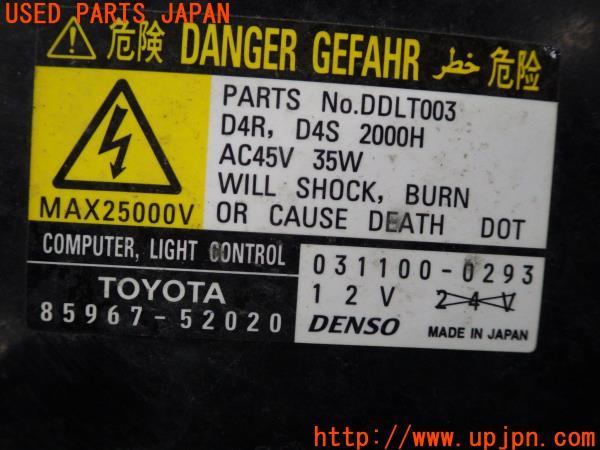 USED PARTS JAPAN
危険 DANGER GEFAHR خطر 危险
PARTS No.DDLT003
D4R, D4S 2000H
AC45V 35W
WILL SHOCK, BURN
OR CAUSE DEATH DOT
MAX25000V
COMPUTER, LIGHT CONTROL
TOYOTA
85967-52020
031100-0293
12V 24V
DENSO MADE IN JAPAN
http://www.upjpn.com